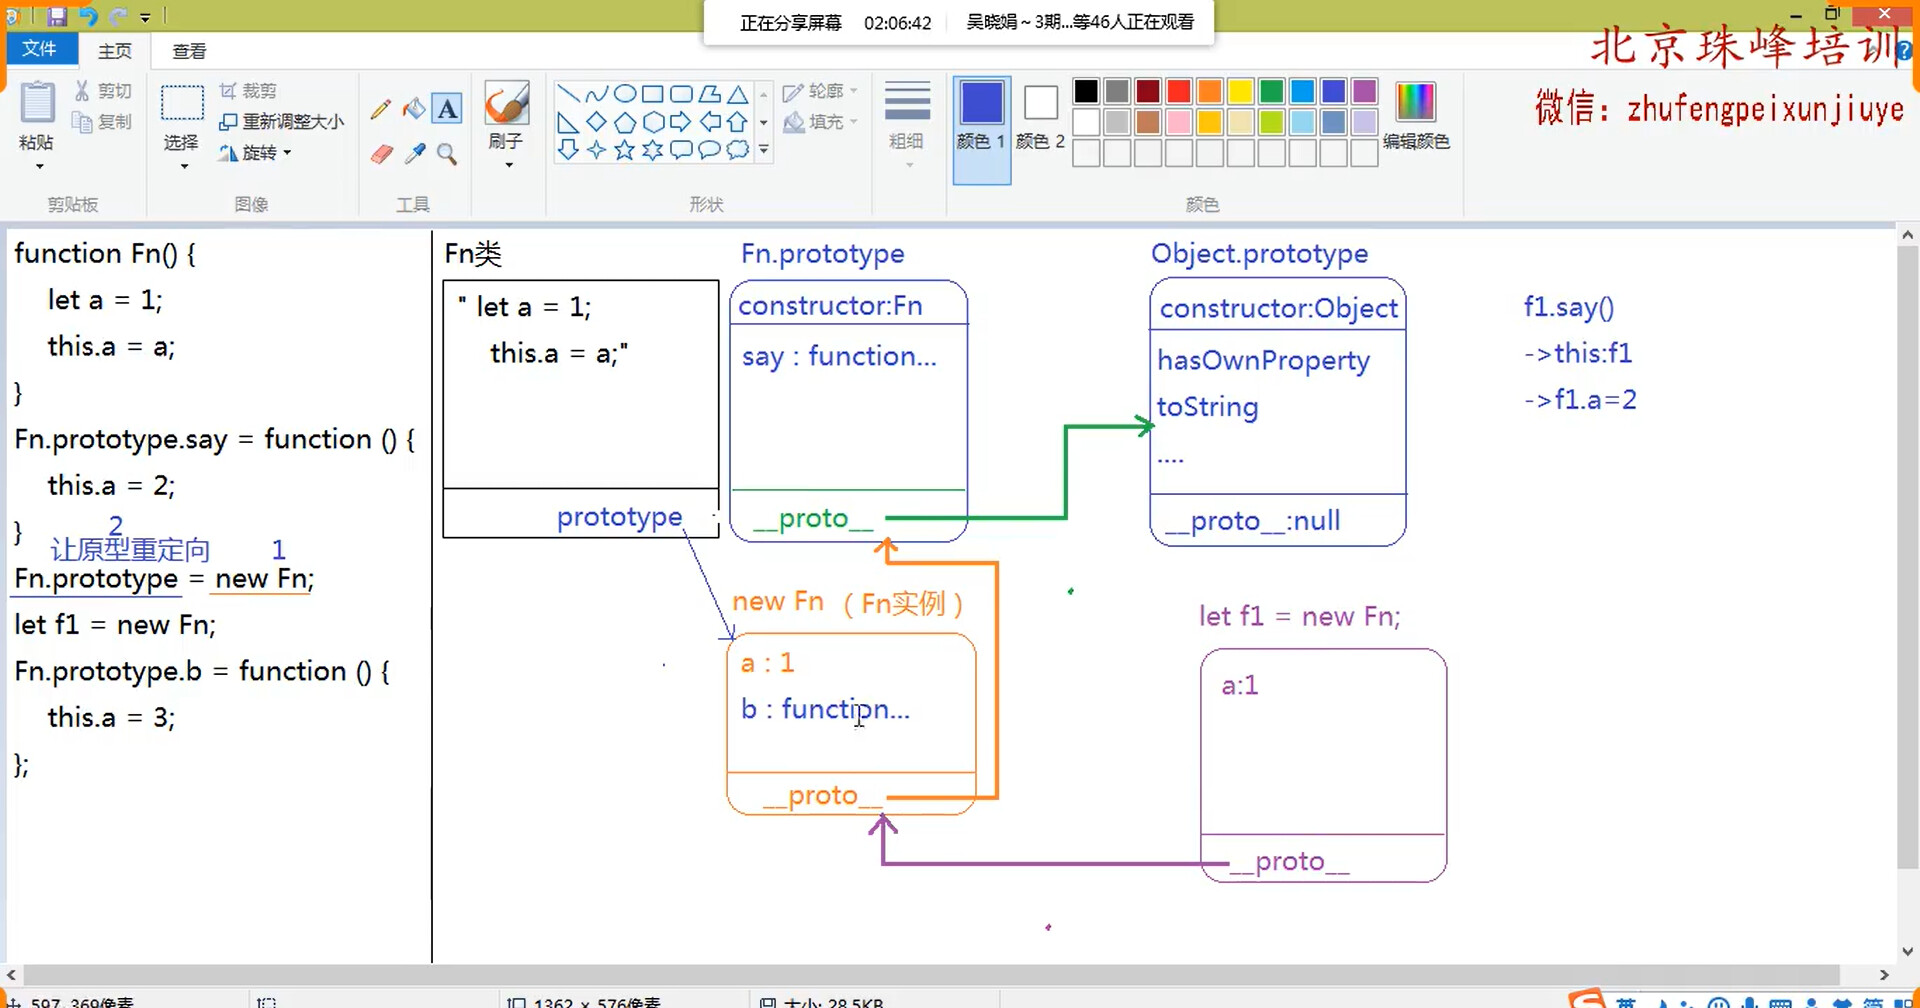 正在分享屏幕 02:06:42 吴晓娟~3期...等46人正在观看
文件 主页 查看
北京珠峰培训
微信：zhufengpeixunjiuye
粘贴
剪切
复制
剪贴板
选择
裁剪
重新调整大小
旋转
图像
A
工具
刷子
形状
轮廓
填充
粗细
颜色 1
颜色 2
编辑颜色
颜色
function Fn() {
let a = 1;
this.a = a;
}
Fn.prototype.say = function () {
this.a = 2;
}
2
让原型重定向 1
Fn.prototype = new Fn;
let f1 = new Fn;
Fn.prototype.b = function () {
this.a = 3;
};
Fn类
" let a = 1;
this.a = a;"
prototype
Fn.prototype
constructor:Fn
say : function...
__proto__
new Fn （Fn实例）
a : 1
b : function...
__proto__
Object.prototype
constructor:Object
hasOwnProperty
toString
....
__proto__:null
let f1 = new Fn;
a:1
__proto__
f1.say()
->this:f1
->f1.a=2
597, 369像素
1362 × 576像素
大小: 28.5KB
英
简